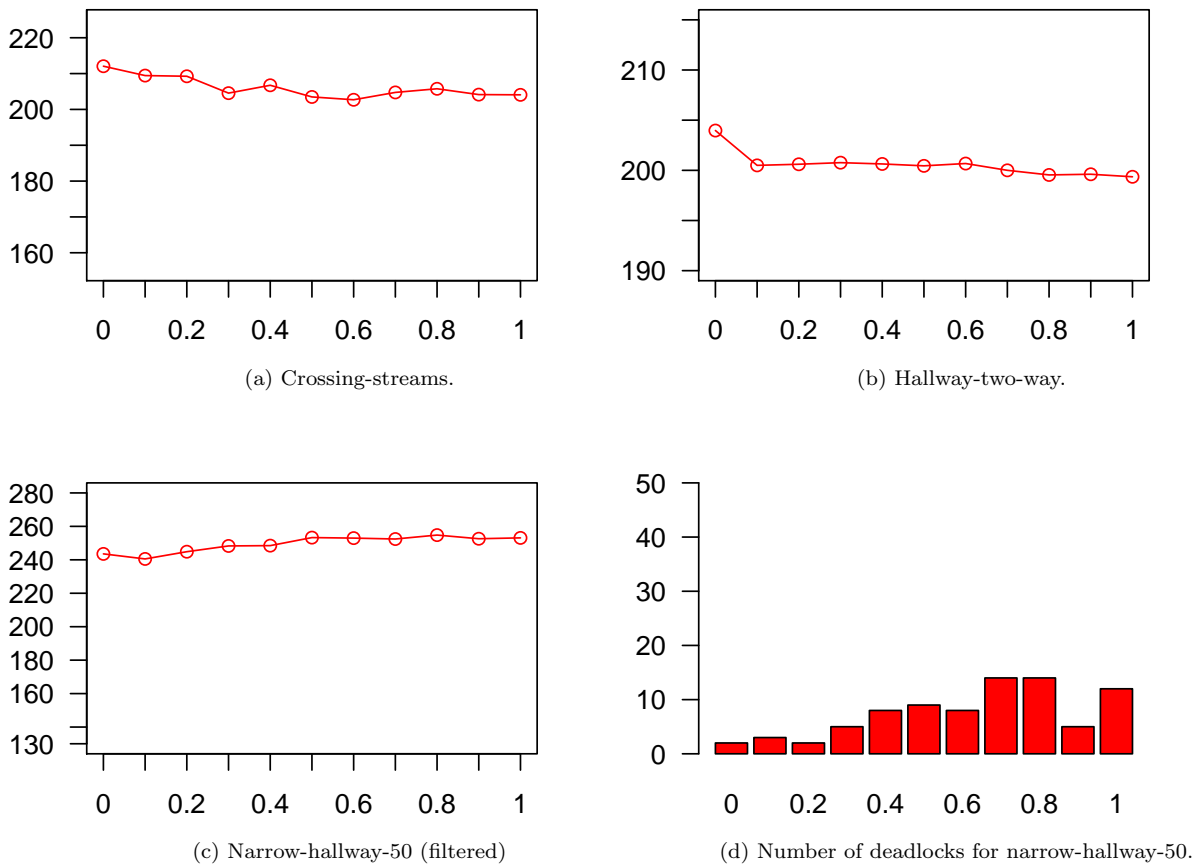 220
200
180
160
0 0.2 0.4 0.6 0.8 1
(a) Crossing-streams.
210
200
190
0 0.2 0.4 0.6 0.8 1
(b) Hallway-two-way.
280
260
240
220
200
180
160
130
0 0.2 0.4 0.6 0.8 1
(c) Narrow-hallway-50 (filtered)
50
40
30
20
10
0
0 0.2 0.4 0.6 0.8 1
(d) Number of deadlocks for narrow-hallway-50.